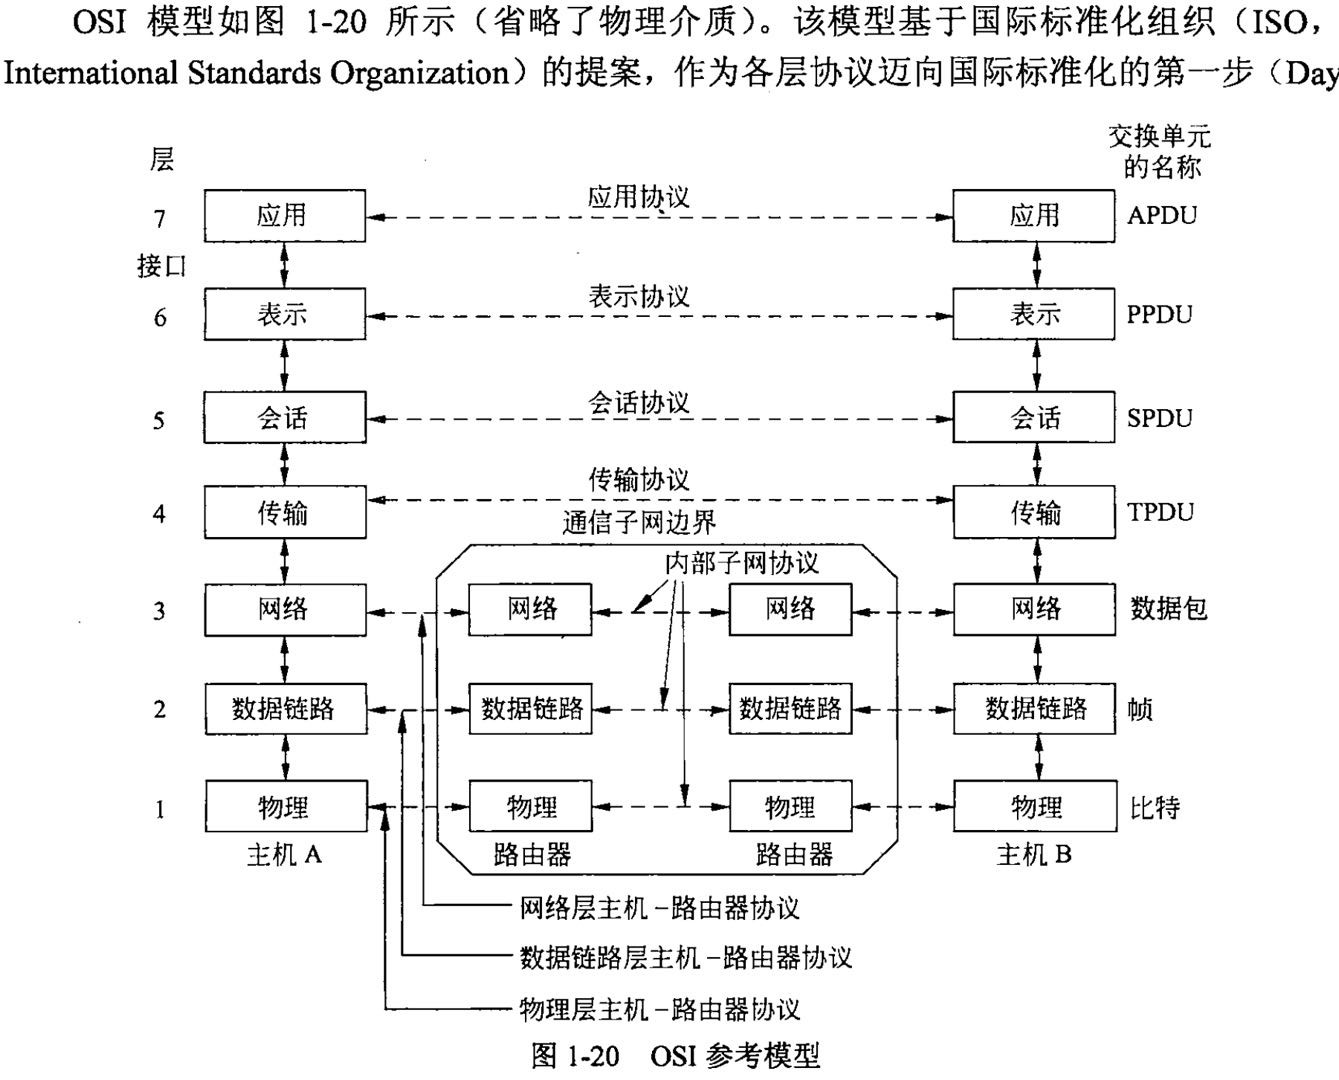 OSI 模型如图 1-20 所示（省略了物理介质）。该模型基于国际标准化组织（ISO，
International Standards Organization）的提案，作为各层协议迈向国际标准化的第一步（Day
交换单元
的名称
层
7 应用 应用协议 应用 APDU
接口
6 表示 表示协议 表示 PPDU
5 会话 会话协议 会话 SPDU
传输协议
4 传输 传输 TPDU
通信子网边界
内部子网协议
3 网络 网络 网络 网络 数据包
2 数据链路 数据链路 数据链路 数据链路 帧
1 物理 物理 物理 物理 比特
主机 A 路由器 路由器 主机 B
网络层主机－路由器协议
数据链路层主机－路由器协议
物理层主机－路由器协议
图 1-20 OSI 参考模型